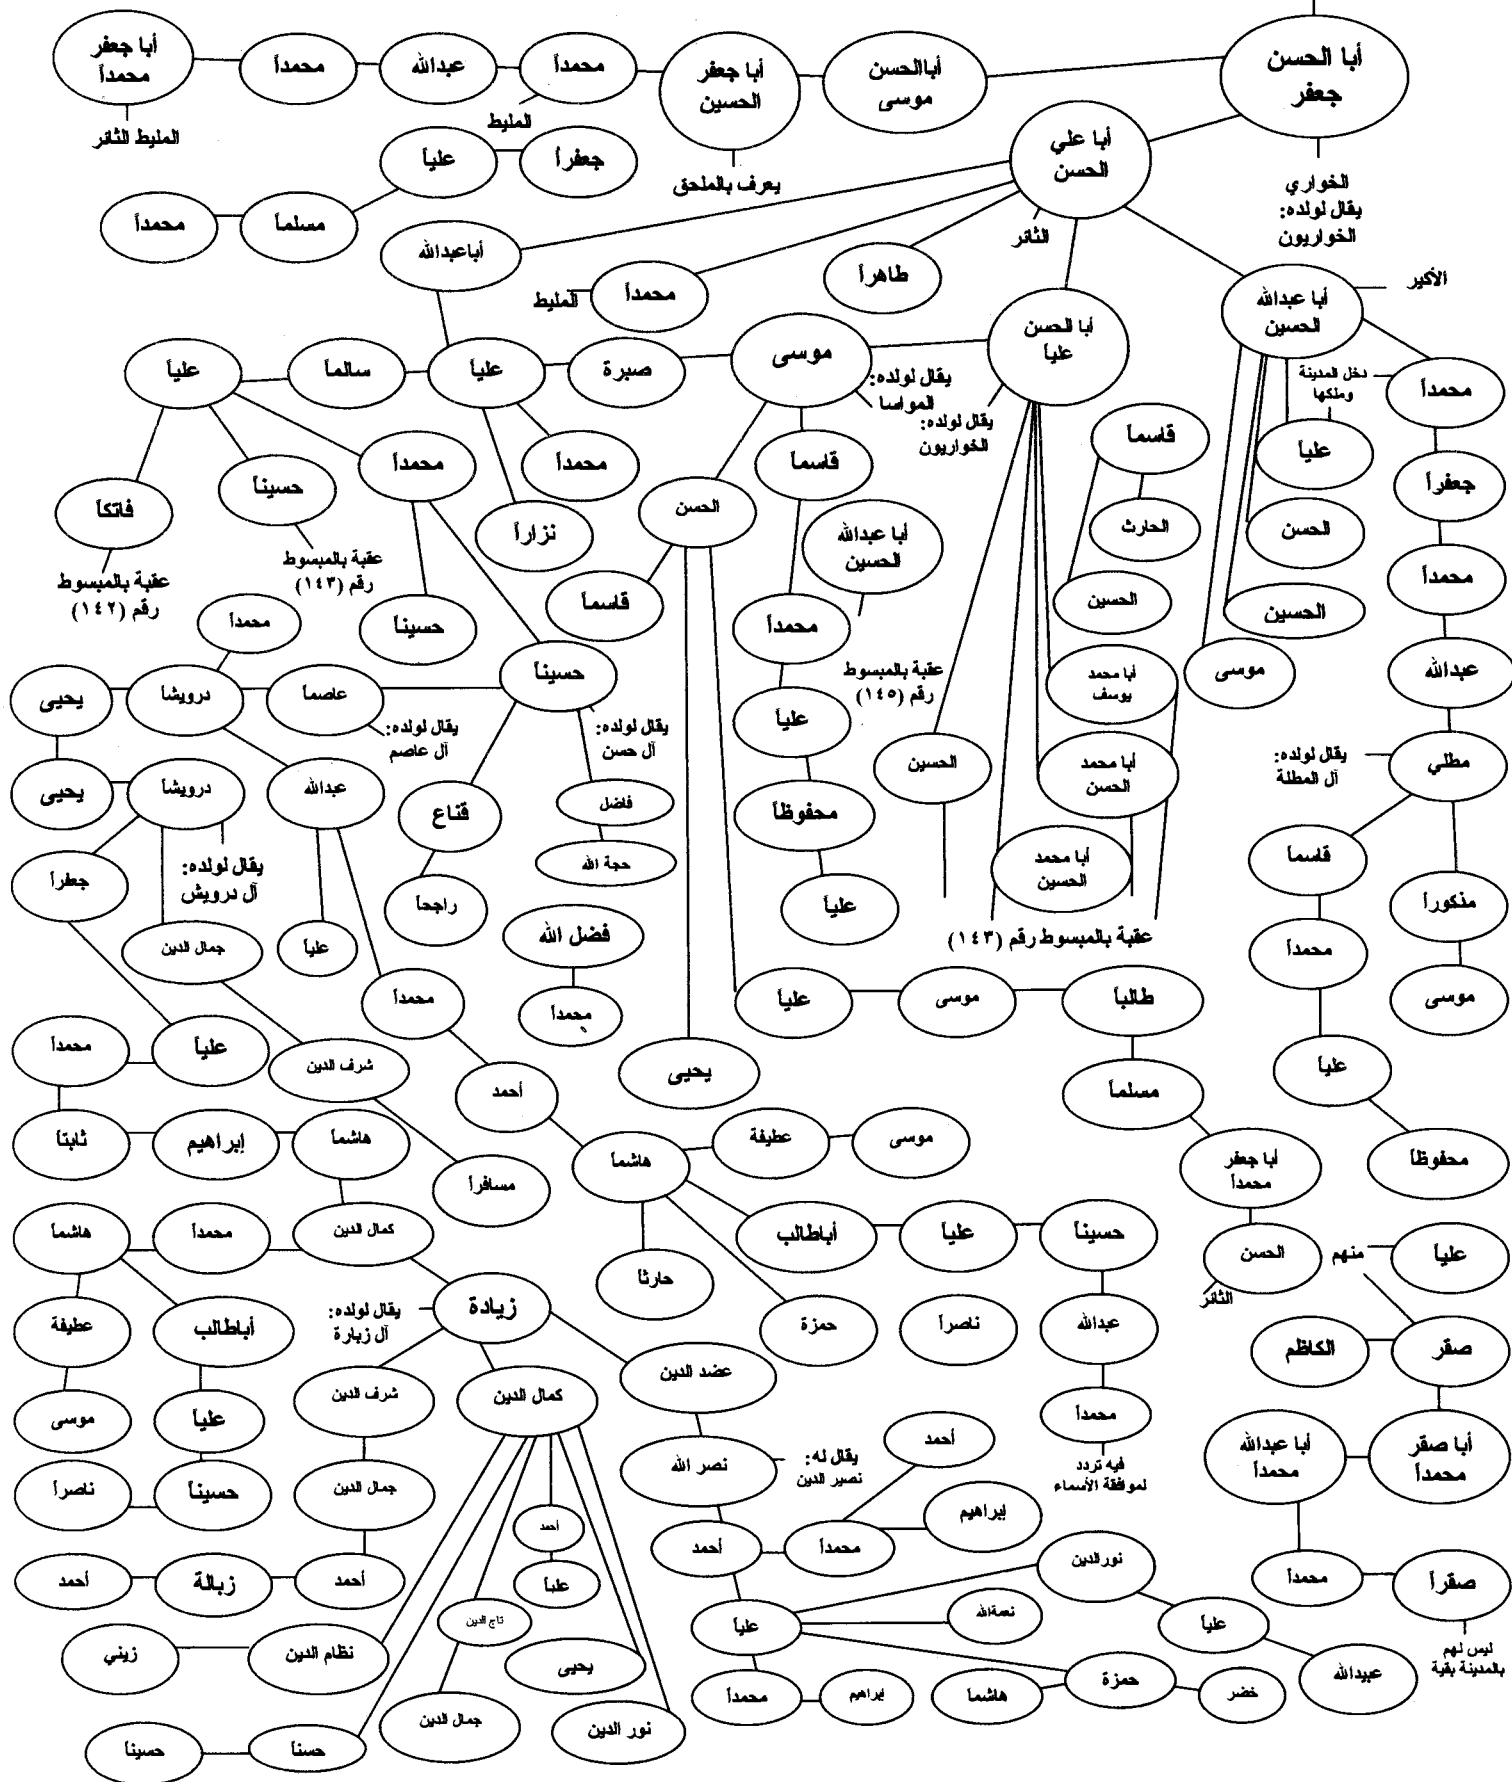 أبا الحسن
جعفر
أباالحسن
موسى
أبا جعفر
الحسين
محمداً
عبدالله
محمداً
أبا جعفر
محمداً
المليط
المليط الثائر
يعرف بالملحق
الخواري
يقال لولده:
الخواريون
أبا علي
الحسن
الثائر
جعفراً
علياً
مسلماً
محمداً
أباعبدالله
محمداً
المليط
طاهراً
أبا الحسن
علياً
أبا عبدالله
الحسين
الأكبر
موسى
يقال لولده:
المواسا
يقال لولده:
الخواريون
صبرة
علياً
سالماً
علياً
دخل المدينة
وملكها
محمداً
علياً
جعفراً
الحسن
محمداً
الحسين
موسى
عبدالله
قاسماً
الحارث
الحسين
أبا محمد
يوسف
أبا محمد
الحسن
أبا محمد
الحسين
الحسين
عقبة بالمبسوط
رقم (١٤٥)
عقبة بالمبسوط رقم (١٤٣)
قاسماً
أبا عبدالله
الحسين
محمداً
علياً
محفوظاً
علياً
الحسن
قاسماً
محمداً
نزاراً
محمداً
حسيناً
فاتكاً
عقبة بالمبسوط
رقم (١٤٣)
عقبة بالمبسوط
رقم (١٤٢)
حسيناً
حسيناً
محمداً
عاصماً
درويشا
يحيى
يقال لولده:
آل عاصم
يقال لولده:
آل حسن
يحيى
درويشاً
عبدالله
قناع
فاضل
حجة الله
راجحاً
يقال لولده:
آل درويش
جعفراً
جمال الدين
علياً
فضل الله
محمداً
محمداً
مطلي
يقال لولده:
آل المطلة
قاسماً
مذكوراً
محمداً
موسى
علياً
محفوظاً
طالباً
موسى
علياً
يحيى
مسلماً
أبا جعفر
محمداً
الحسن
الثائر
منهم
علياً
صقر
الكاظم
أبا صقر
محمداً
أبا عبدالله
محمداً
محمداً
صقراً
ليس لهم
بالمدينة بقية
محمداً
علياً
شرف الدين
أحمد
ثابتاً
إبراهيم
هاشماً
مسافراً
هاشماً
عطيفة
موسى
أباطالب
علياً
حسيناً
حارثاً
حمزة
ناصراً
عبدالله
محمداً
فيه تردد
لموافقة الأسماء
هاشماً
محمداً
كمال الدين
زيادة
يقال لولده:
آل زيارة
عطيفة
أباطالب
موسى
علياً
ناصراً
حسيناً
شرف الدين
كمال الدين
عضد الدين
جمال الدين
أحمد
زبالة
أحمد
نصر الله
يقال له:
نصير الدين
أحمد
محمداً
أحمد
إبراهيم
أحمد
علياً
تاج الدين
يحيى
نور الدين
جمال الدين
نظام الدين
زيني
حسناً
حسيناً
علياً
نعمةالله
نور الدين
علياً
عبيدالله
محمداً
إبراهيم
هاشماً
حمزة
خضر